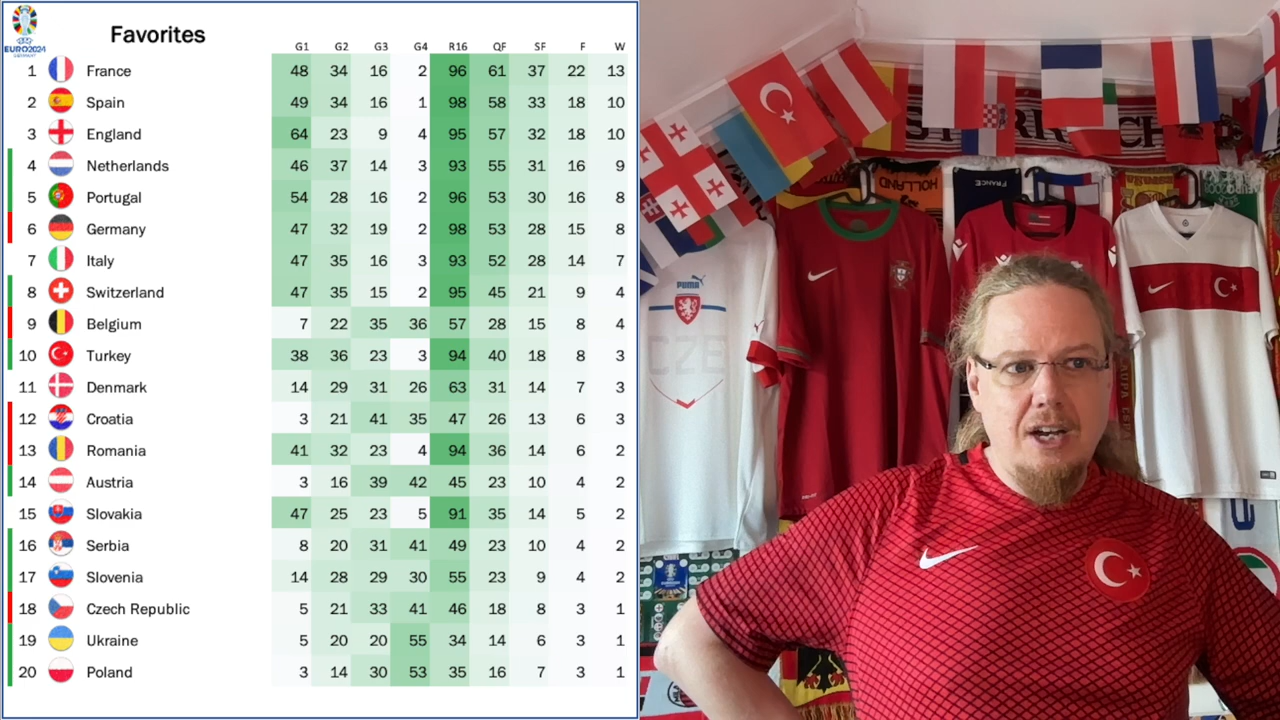 EURO2024
GERMANY
Favorites
G1 G2 G3 G4 R16 QF SF F W
1 France 48 34 16 2 96 61 37 22 13
2 Spain 49 34 16 1 98 58 33 18 10
3 England 64 23 9 4 95 57 32 18 10
4 Netherlands 46 37 14 3 93 55 31 16 9
5 Portugal 54 28 16 2 96 53 30 16 8
6 Germany 47 32 19 2 98 53 28 15 8
7 Italy 47 35 16 3 93 52 28 14 7
8 Switzerland 47 35 15 2 95 45 21 9 4
9 Belgium 7 22 35 36 57 28 15 8 4
10 Turkey 38 36 23 3 94 40 18 8 3
11 Denmark 14 29 31 26 63 31 14 7 3
12 Croatia 3 21 41 35 47 26 13 6 3
13 Romania 41 32 23 4 94 36 14 6 2
14 Austria 3 16 39 42 45 23 10 4 2
15 Slovakia 47 25 23 5 91 35 14 5 2
16 Serbia 8 20 31 41 49 23 10 4 2
17 Slovenia 14 28 29 30 55 23 9 4 2
18 Czech Republic 5 21 33 41 46 18 8 3 1
19 Ukraine 5 20 20 55 34 14 6 3 1
20 Poland 3 14 30 53 35 16 7 3 1
HOLLAND
FRANCE
PUMA
CZE